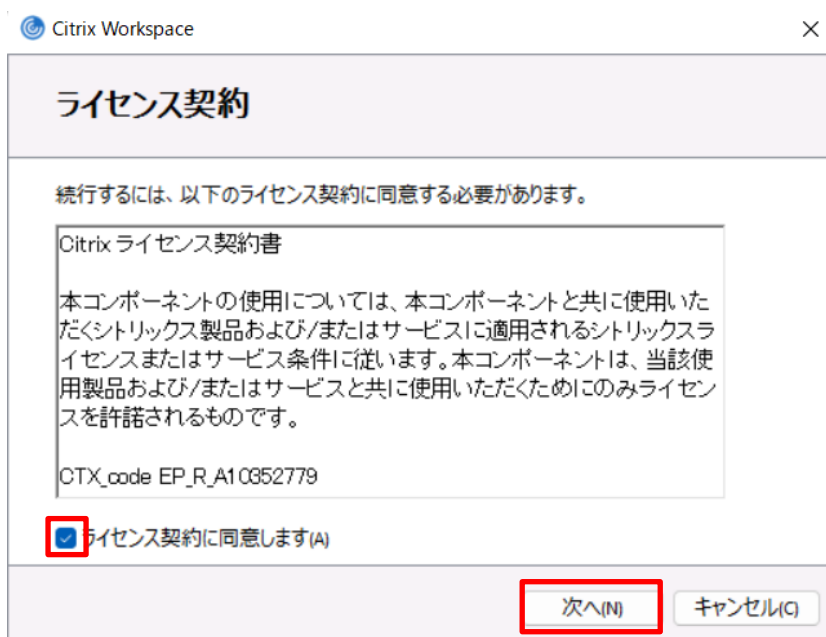 Citrix Workspace
ライセンス契約
続行するには、以下のライセンス契約に同意する必要があります。
Citrix ライセンス契約書
本コンポーネントの使用については、本コンポーネントと共に使用いた
だくシトリックス製品および/またはサービスに適用されるシトリックスラ
イセンスまたはサービス条件に従います。本コンポーネントは、当該使
用製品および/またはサービスと共に使用いただくためにのみライセン
スを許諾されるものです。
CTX_code EP_R_A10352779
ライセンス契約に同意します(A)
次へ(N)
キャンセル(C)